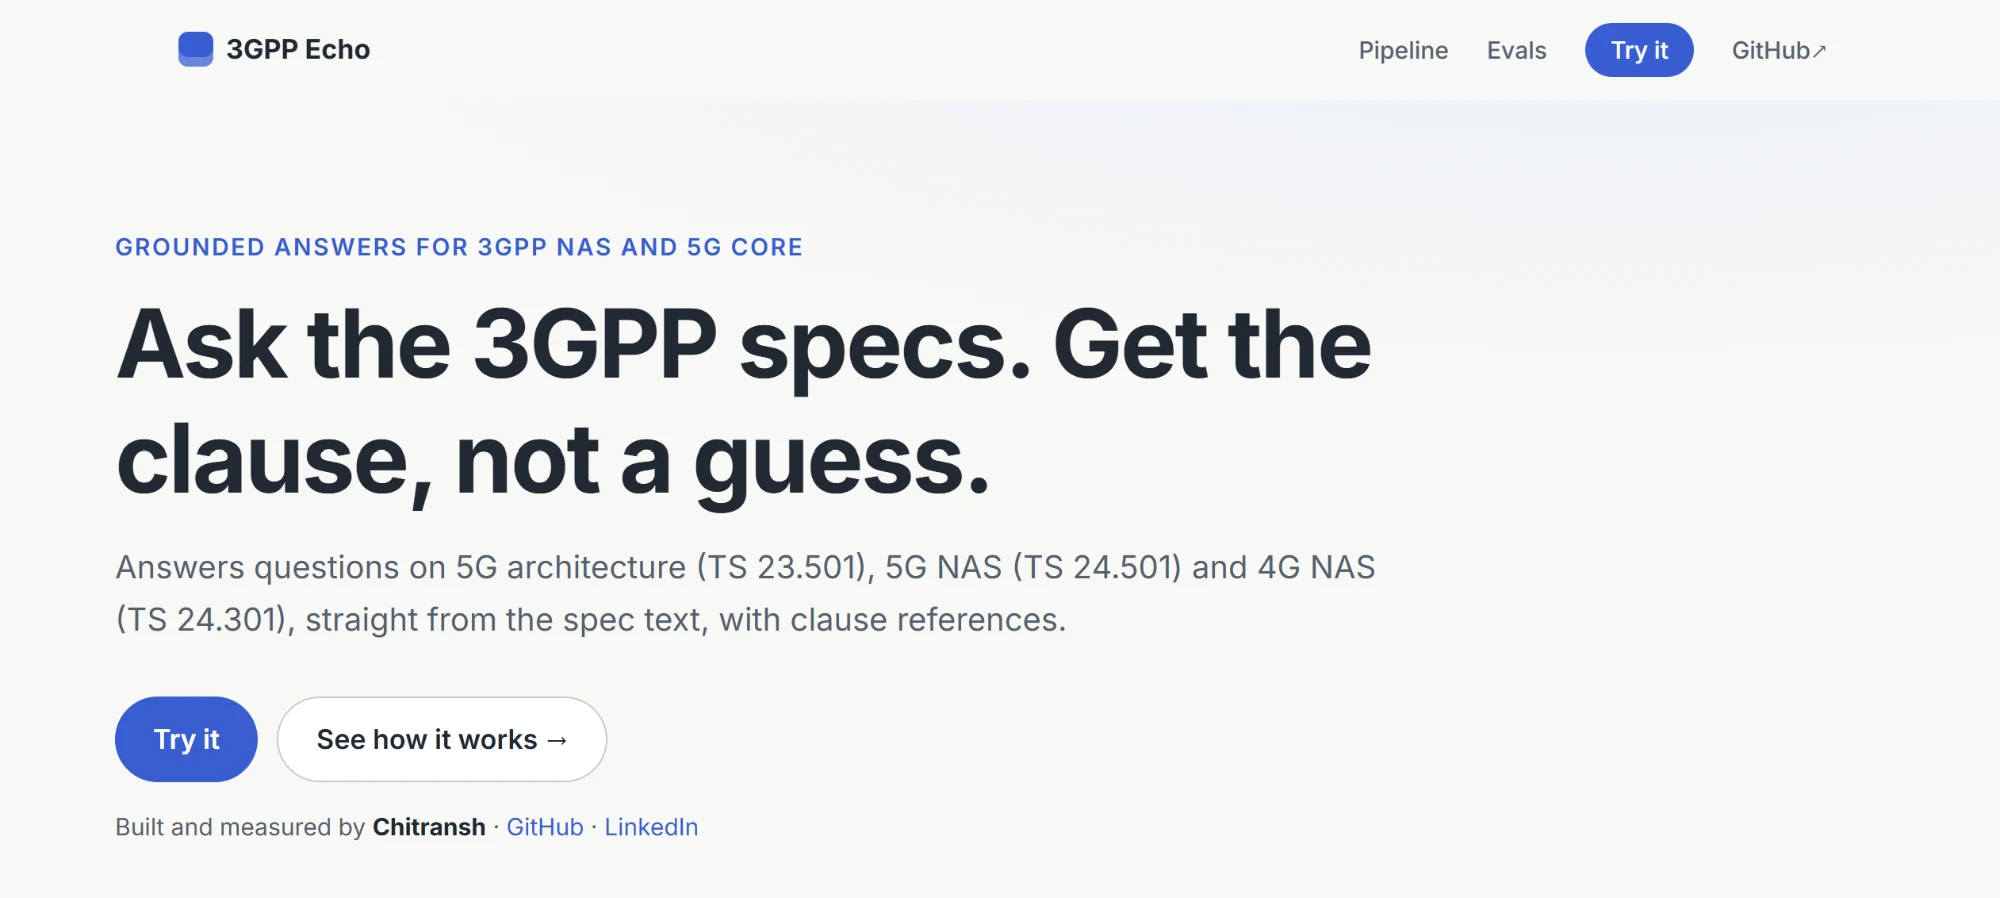 3GPP Echo
Pipeline
Evals
Try it
GitHub↗
GROUNDED ANSWERS FOR 3GPP NAS AND 5G CORE
Ask the 3GPP specs. Get the
clause, not a guess.
Answers questions on 5G architecture (TS 23.501), 5G NAS (TS 24.501) and 4G NAS
(TS 24.301), straight from the spec text, with clause references.
Try it
See how it works →
Built and measured by Chitransh · GitHub · LinkedIn